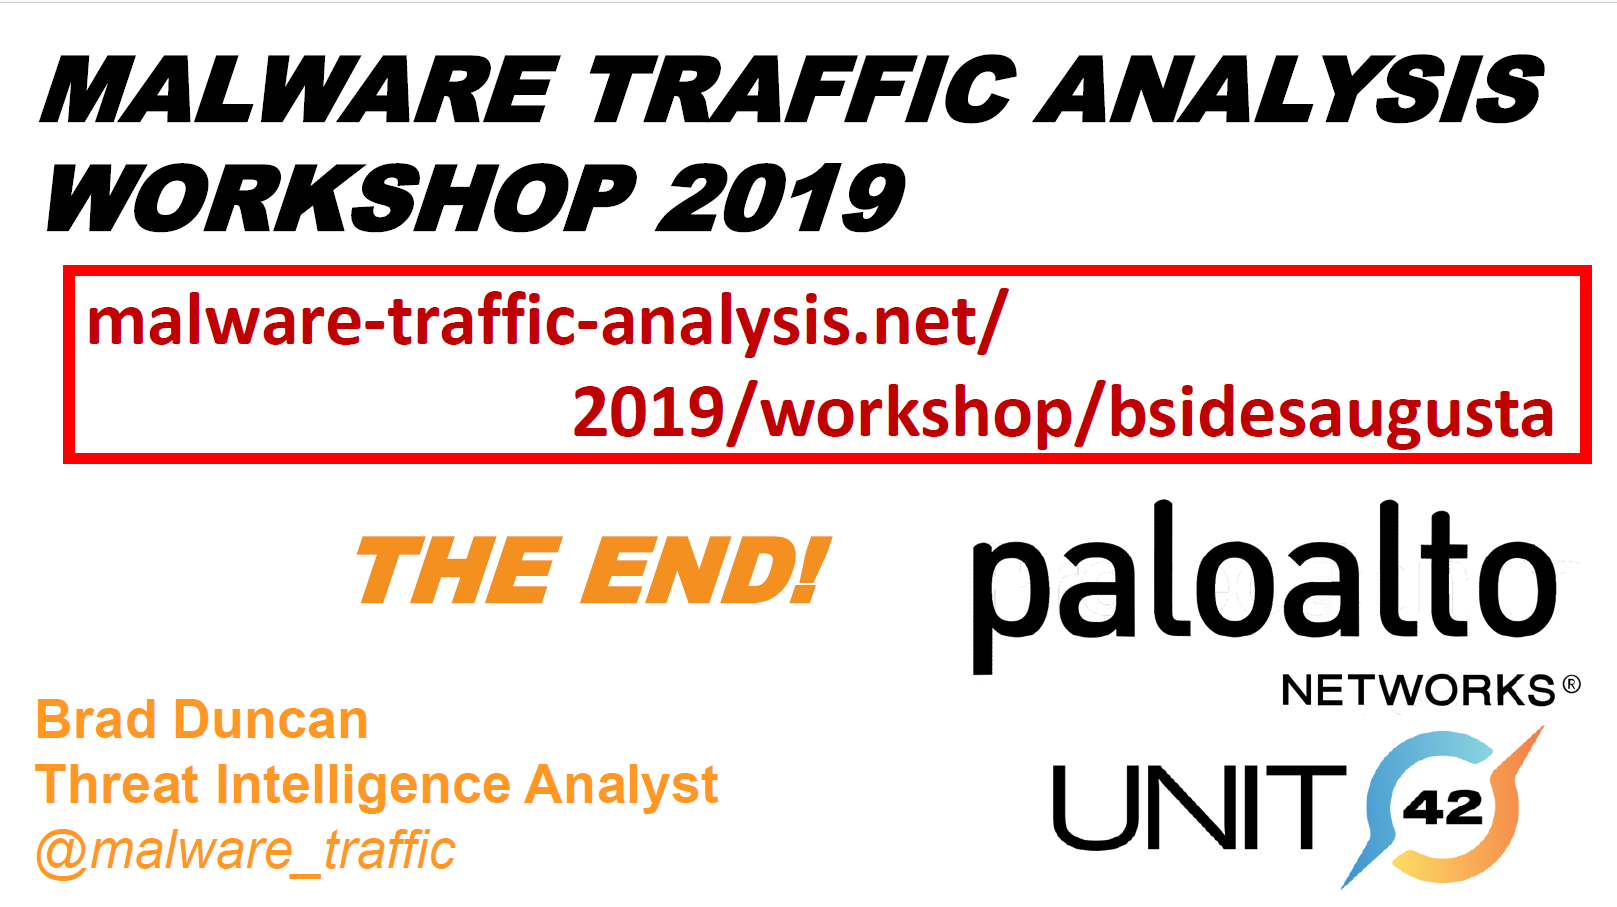 MALWARE TRAFFIC ANALYSIS
WORKSHOP 2019
malware-traffic-analysis.net/
2019/workshop/bsidesaugusta
THE END!
paloalto
NETWORKS®
Brad Duncan
Threat Intelligence Analyst
@malware_traffic
UNIT 42